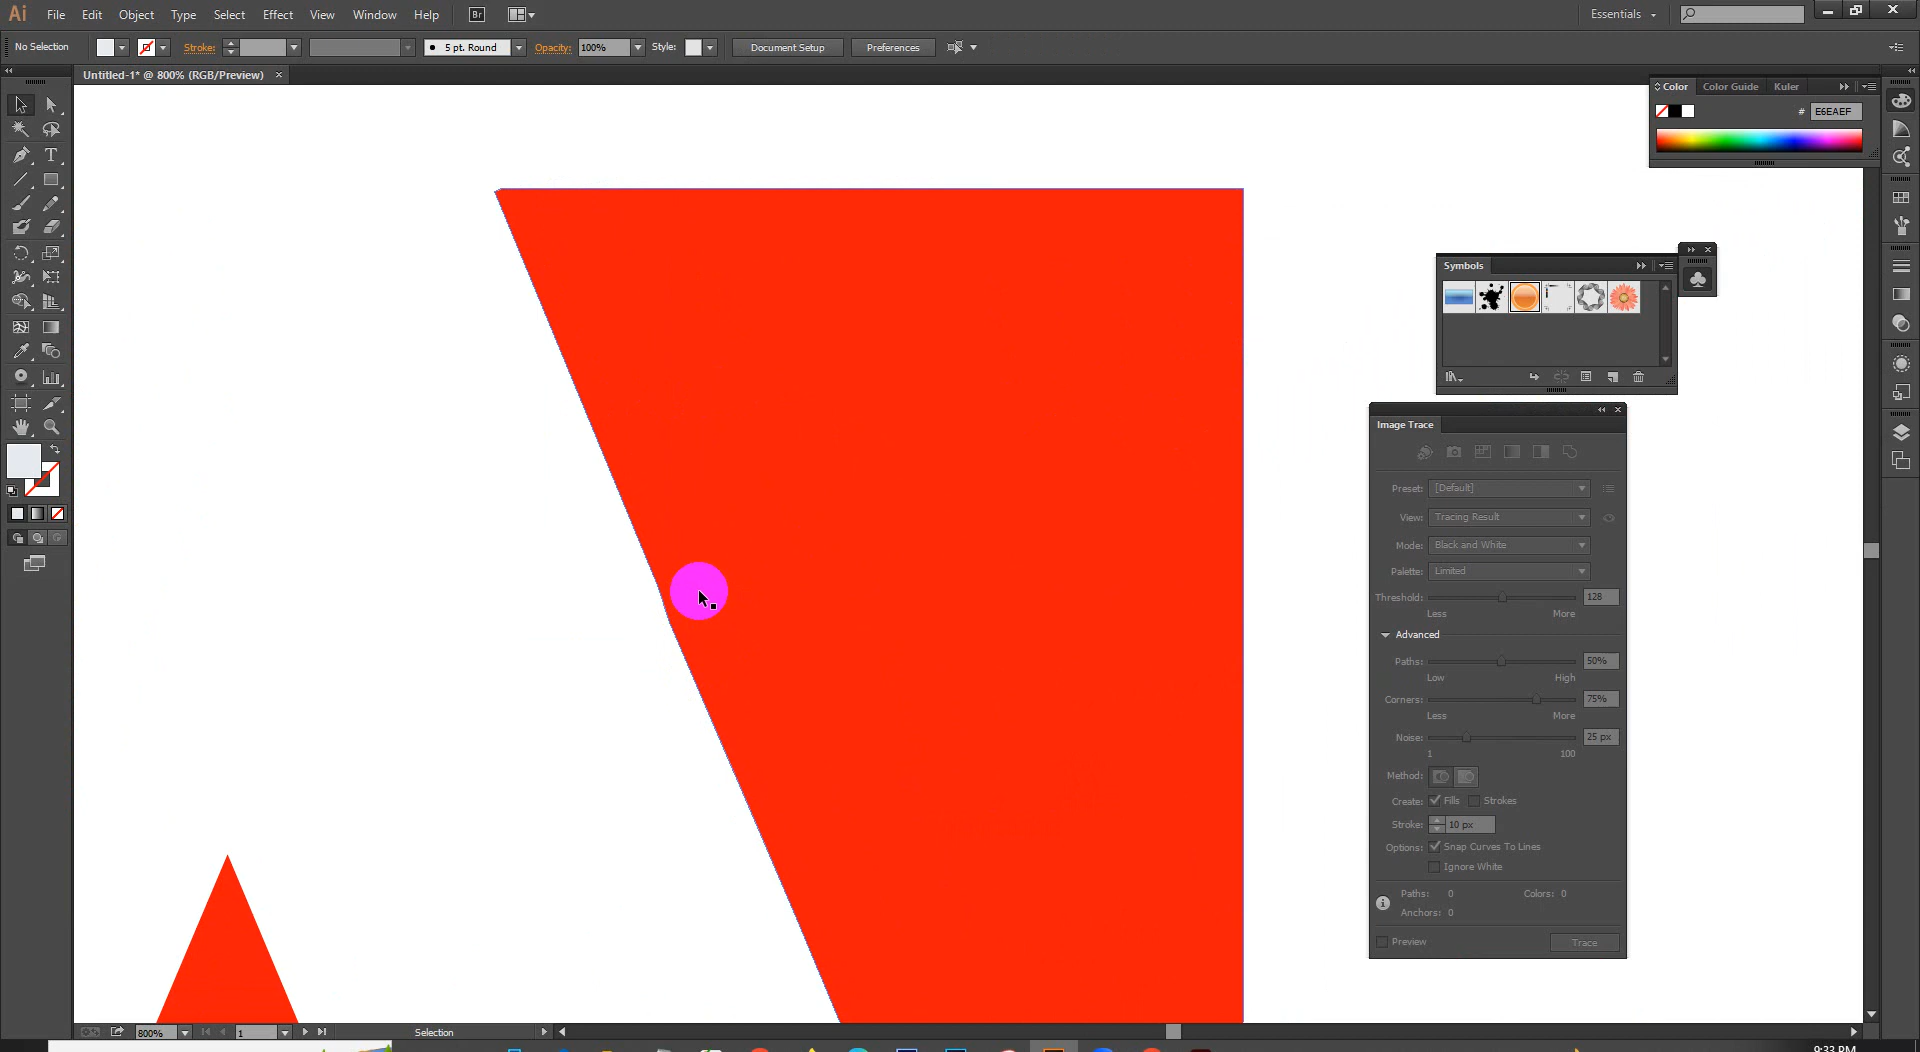 Ai File Edit Object Type Select Effect View Window Help Br Essentials
No Selection Stroke: 5 pt. Round Opacity: 100% Style: Document Setup Preferences
Untitled-1* @ 800% (RGB/Preview)
Color Color Guide Kuler
# E6EAEF
Symbols
Image Trace
Preset: [Default]
View: Tracing Result
Mode: Black and White
Palette: Limited
Threshold: 128
Less More
Advanced
Paths: 50%
Low High
Corners: 75%
Less More
Noise: 25 px
1 100
Method:
Create: Fills Strokes
Stroke: 10 px
Options: Snap Curves To Lines
Ignore White
Paths: 0 Colors: 0
Anchors: 0
Preview Trace
800% 1 Selection
9:33 PM